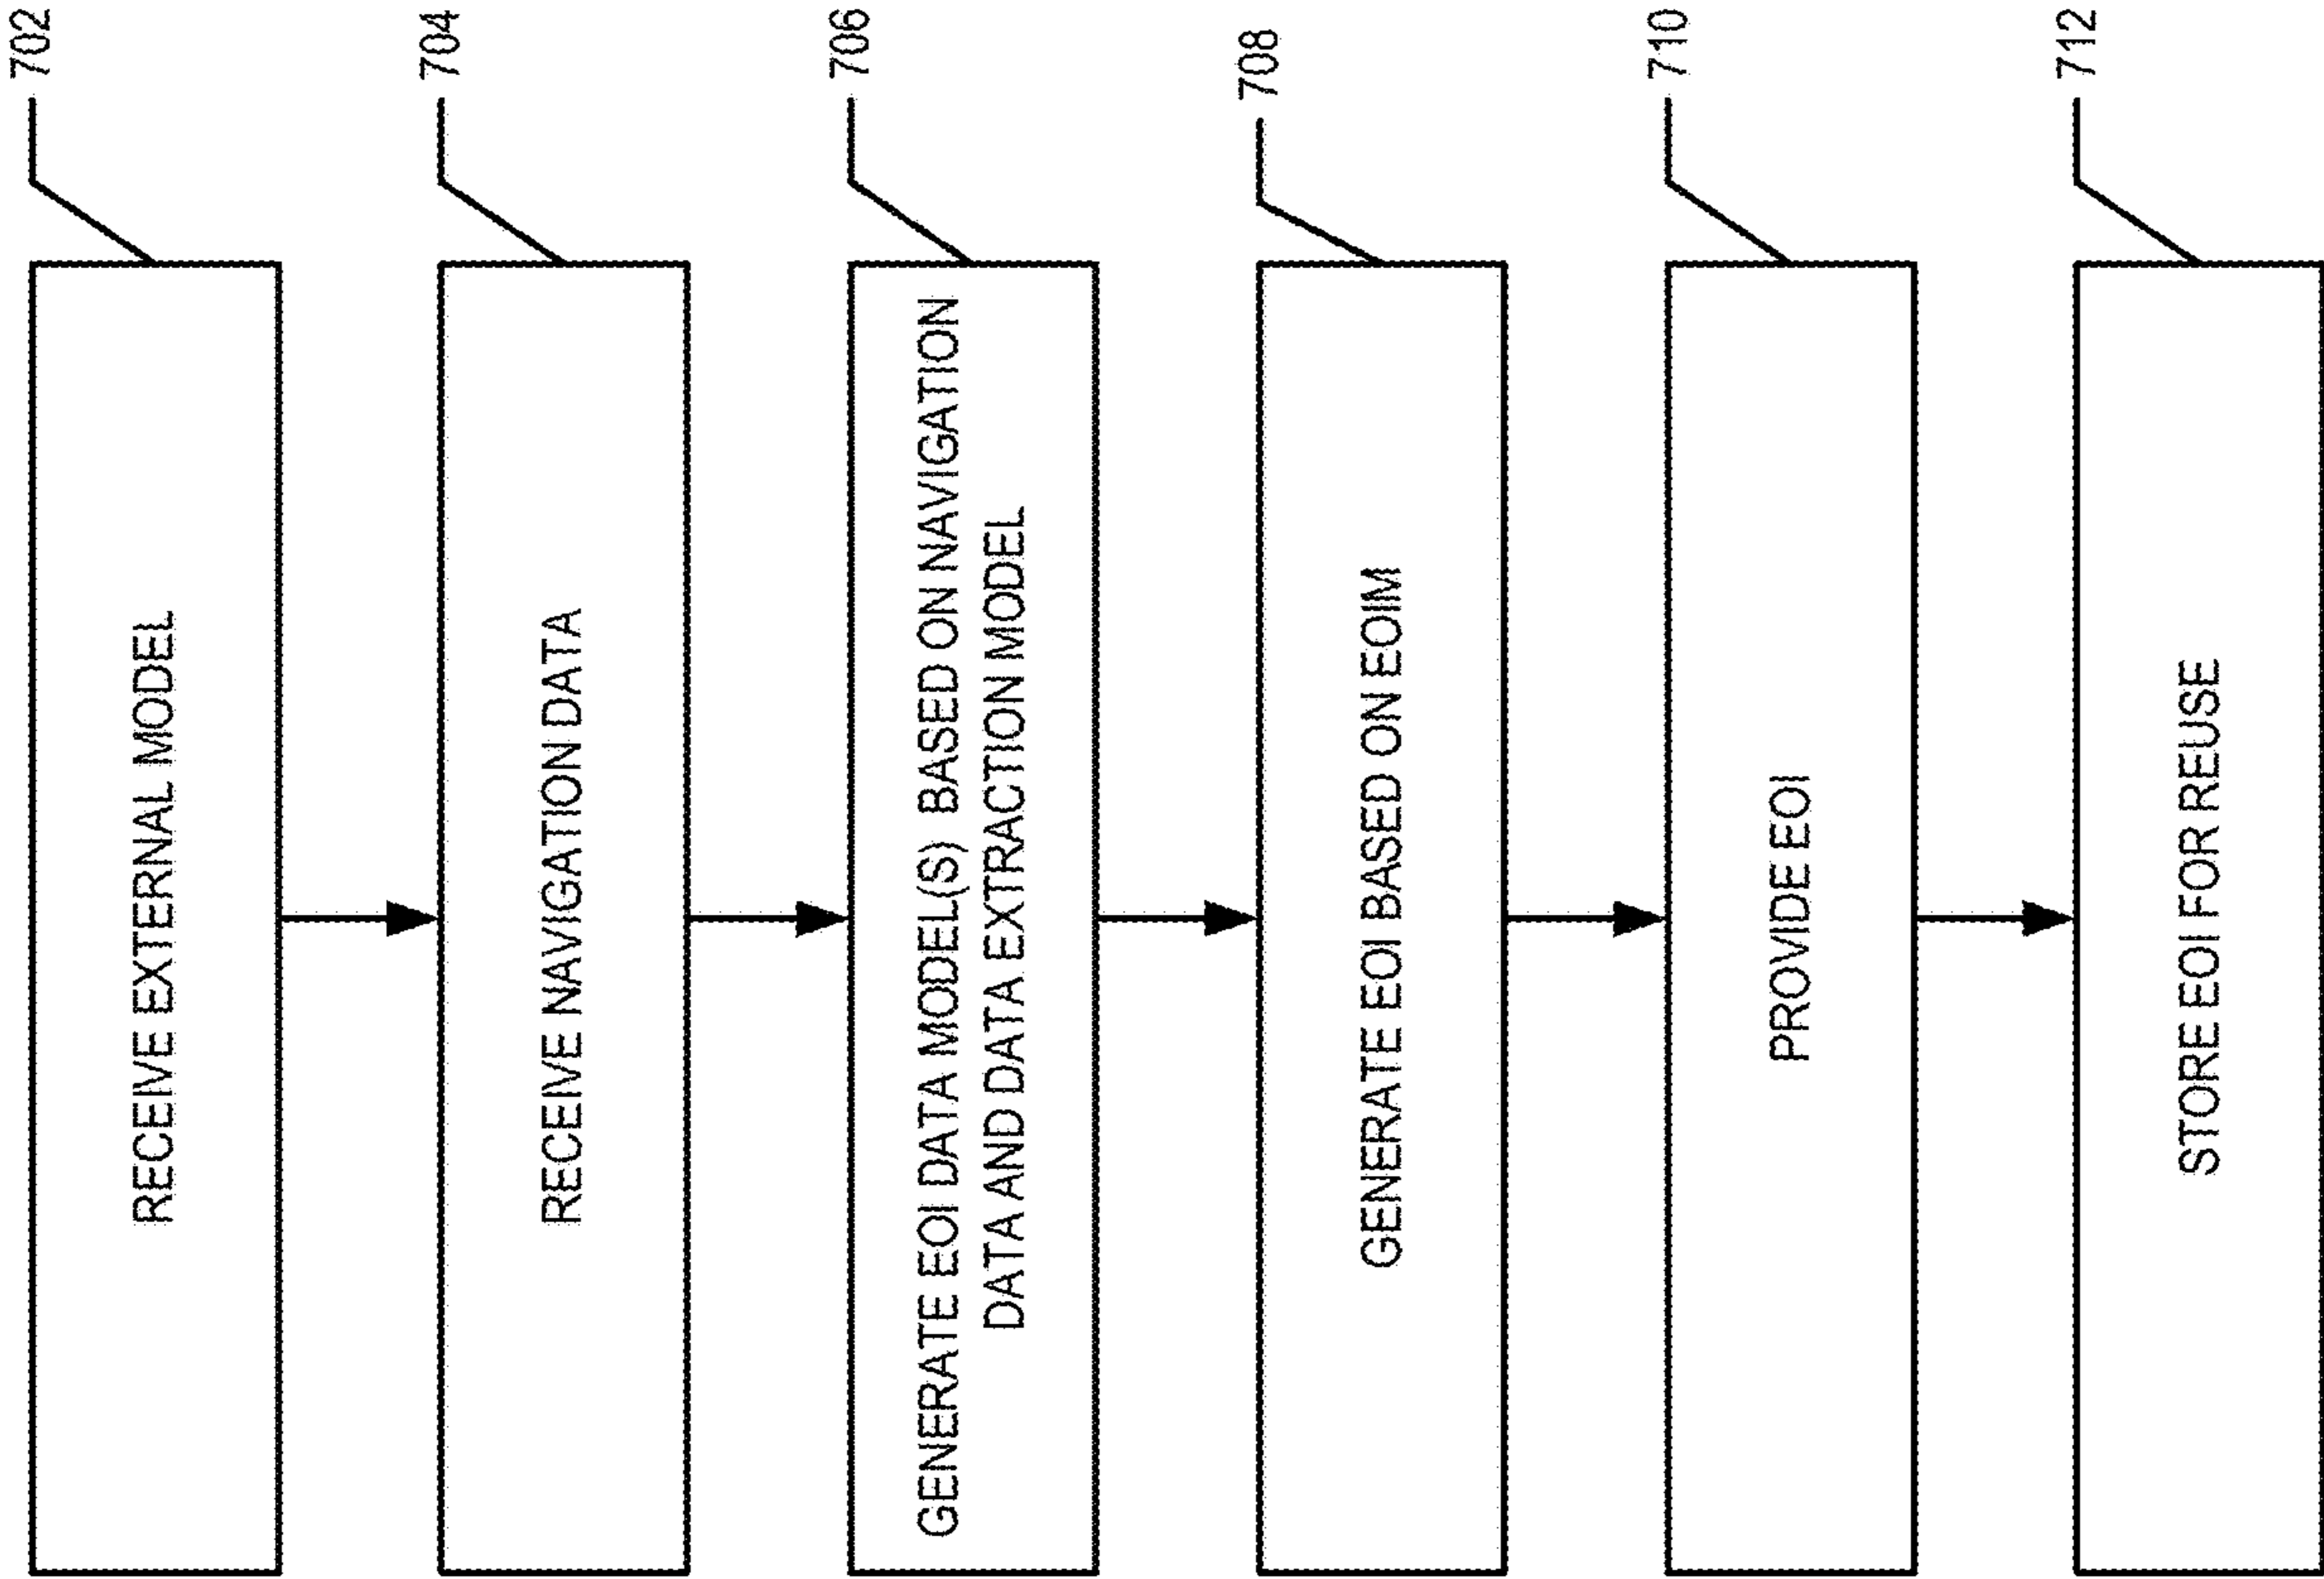 702
RECEIVE EXTERNAL MODEL
704
RECEIVE NAVIGATION DATA
706
GENERATE EOI DATA MODEL(S) BASED ON NAVIGATION
DATA AND DATA EXTRACTION MODEL
708
GENERATE EOI BASED ON EOIM
710
PROVIDE EOI
712
STORE EOI FOR REUSE